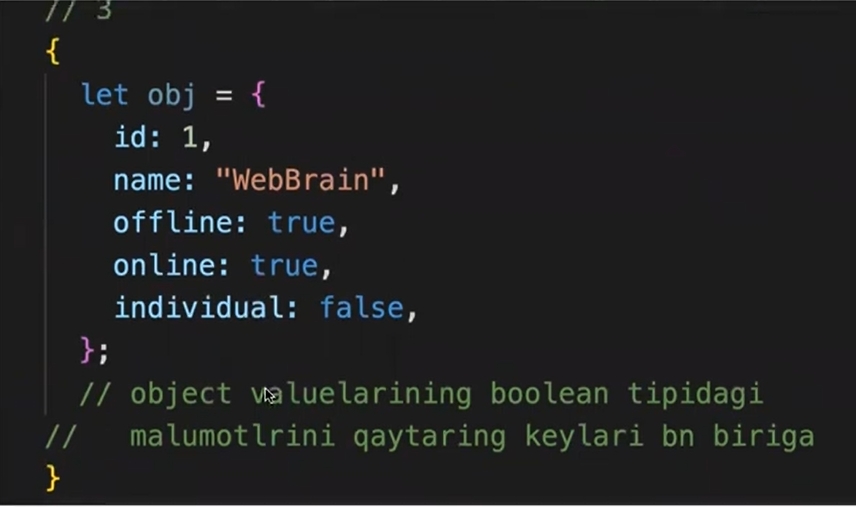 // 3
{
let obj = {
id: 1,
name: "WebBrain",
offline: true,
online: true,
individual: false,
};
// object valuelarining boolean tipidagi
// malumotlrini qaytaring keylari bn biriga
}